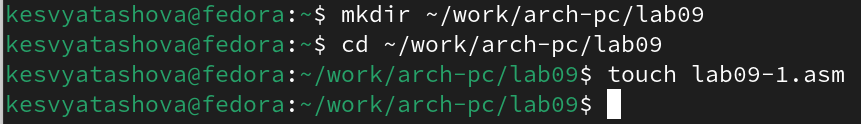 kesvyatashova@fedora:~$ mkdir ~/work/arch-pc/lab09
kesvyatashova@fedora:~$ cd ~/work/arch-pc/lab09
kesvyatashova@fedora:~/work/arch-pc/lab09$ touch lab09-1.asm
kesvyatashova@fedora:~/work/arch-pc/lab09$